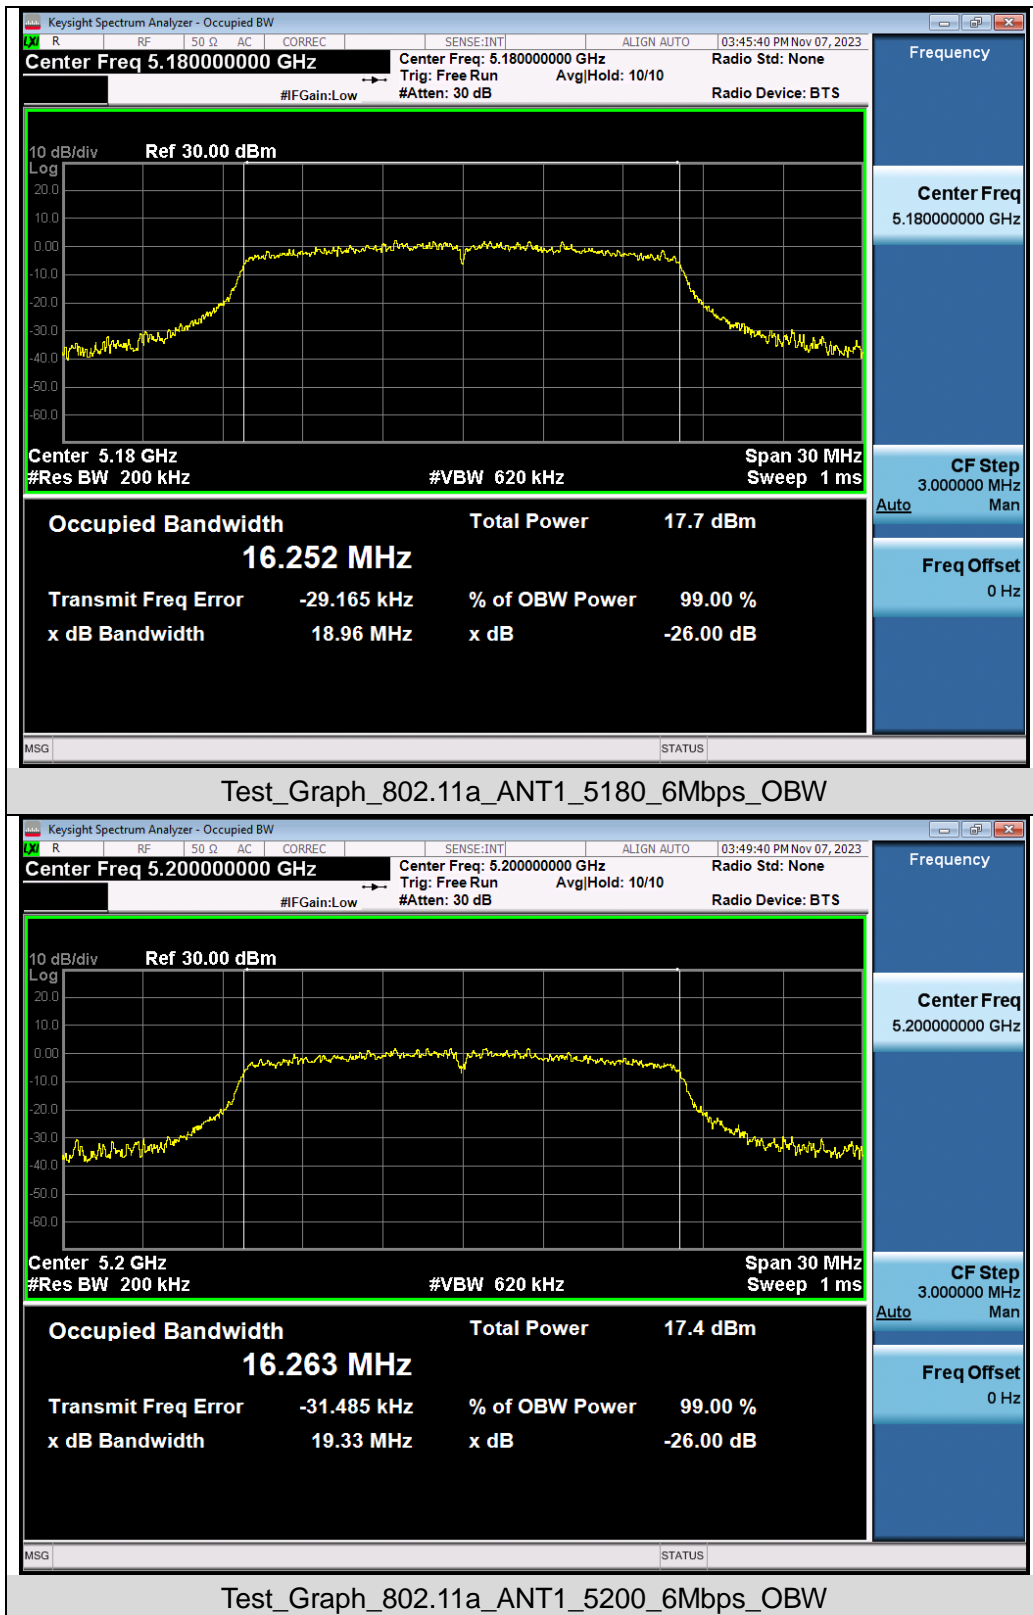 Keysight Spectrum Analyzer - Occupied BW
LXI R RF 50 Ω AC CORREC SENSE:INT ALIGN AUTO 03:45:40 PM Nov 07, 2023
Center Freq 5.180000000 GHz
Center Freq: 5.180000000 GHz Radio Std: None
Trig: Free Run Avg|Hold: 10/10
#IFGain:Low #Atten: 30 dB Radio Device: BTS
Frequency
10 dB/div Ref 30.00 dBm
Log
20.0
10.0
0.00
-10.0
-20.0
-30.0
-40.0
-50.0
-60.0
Center Freq
5.180000000 GHz
Center 5.18 GHz Span 30 MHz
#Res BW 200 kHz #VBW 620 kHz Sweep 1 ms
CF Step
3.000000 MHz
Auto Man
Occupied Bandwidth Total Power 17.7 dBm
16.252 MHz
Transmit Freq Error -29.165 kHz % of OBW Power 99.00 %
x dB Bandwidth 18.96 MHz x dB -26.00 dB
Freq Offset
0 Hz
MSG STATUS
Test_Graph_802.11a_ANT1_5180_6Mbps_OBW
Keysight Spectrum Analyzer - Occupied BW
LXI R RF 50 Ω AC CORREC SENSE:INT ALIGN AUTO 03:49:40 PM Nov 07, 2023
Center Freq 5.200000000 GHz
Center Freq: 5.200000000 GHz Radio Std: None
Trig: Free Run Avg|Hold: 10/10
#IFGain:Low #Atten: 30 dB Radio Device: BTS
Frequency
10 dB/div Ref 30.00 dBm
Log
20.0
10.0
0.00
-10.0
-20.0
-30.0
-40.0
-50.0
-60.0
Center Freq
5.200000000 GHz
Center 5.2 GHz Span 30 MHz
#Res BW 200 kHz #VBW 620 kHz Sweep 1 ms
CF Step
3.000000 MHz
Auto Man
Occupied Bandwidth Total Power 17.4 dBm
16.263 MHz
Transmit Freq Error -31.485 kHz % of OBW Power 99.00 %
x dB Bandwidth 19.33 MHz x dB -26.00 dB
Freq Offset
0 Hz
MSG STATUS
Test_Graph_802.11a_ANT1_5200_6Mbps_OBW